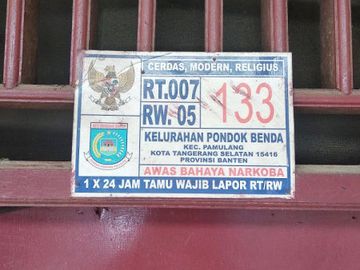 CERDAS, MODERN, RELIGIUS
RT.007
RW.05
133
KELURAHAN PONDOK BENDA
KEC. PAMULANG
KOTA TANGERANG SELATAN 15416
PROVINSI BANTEN
AWAS BAHAYA NARKOBA
1 X 24 JAM TAMU WAJIB LAPOR RT/RW